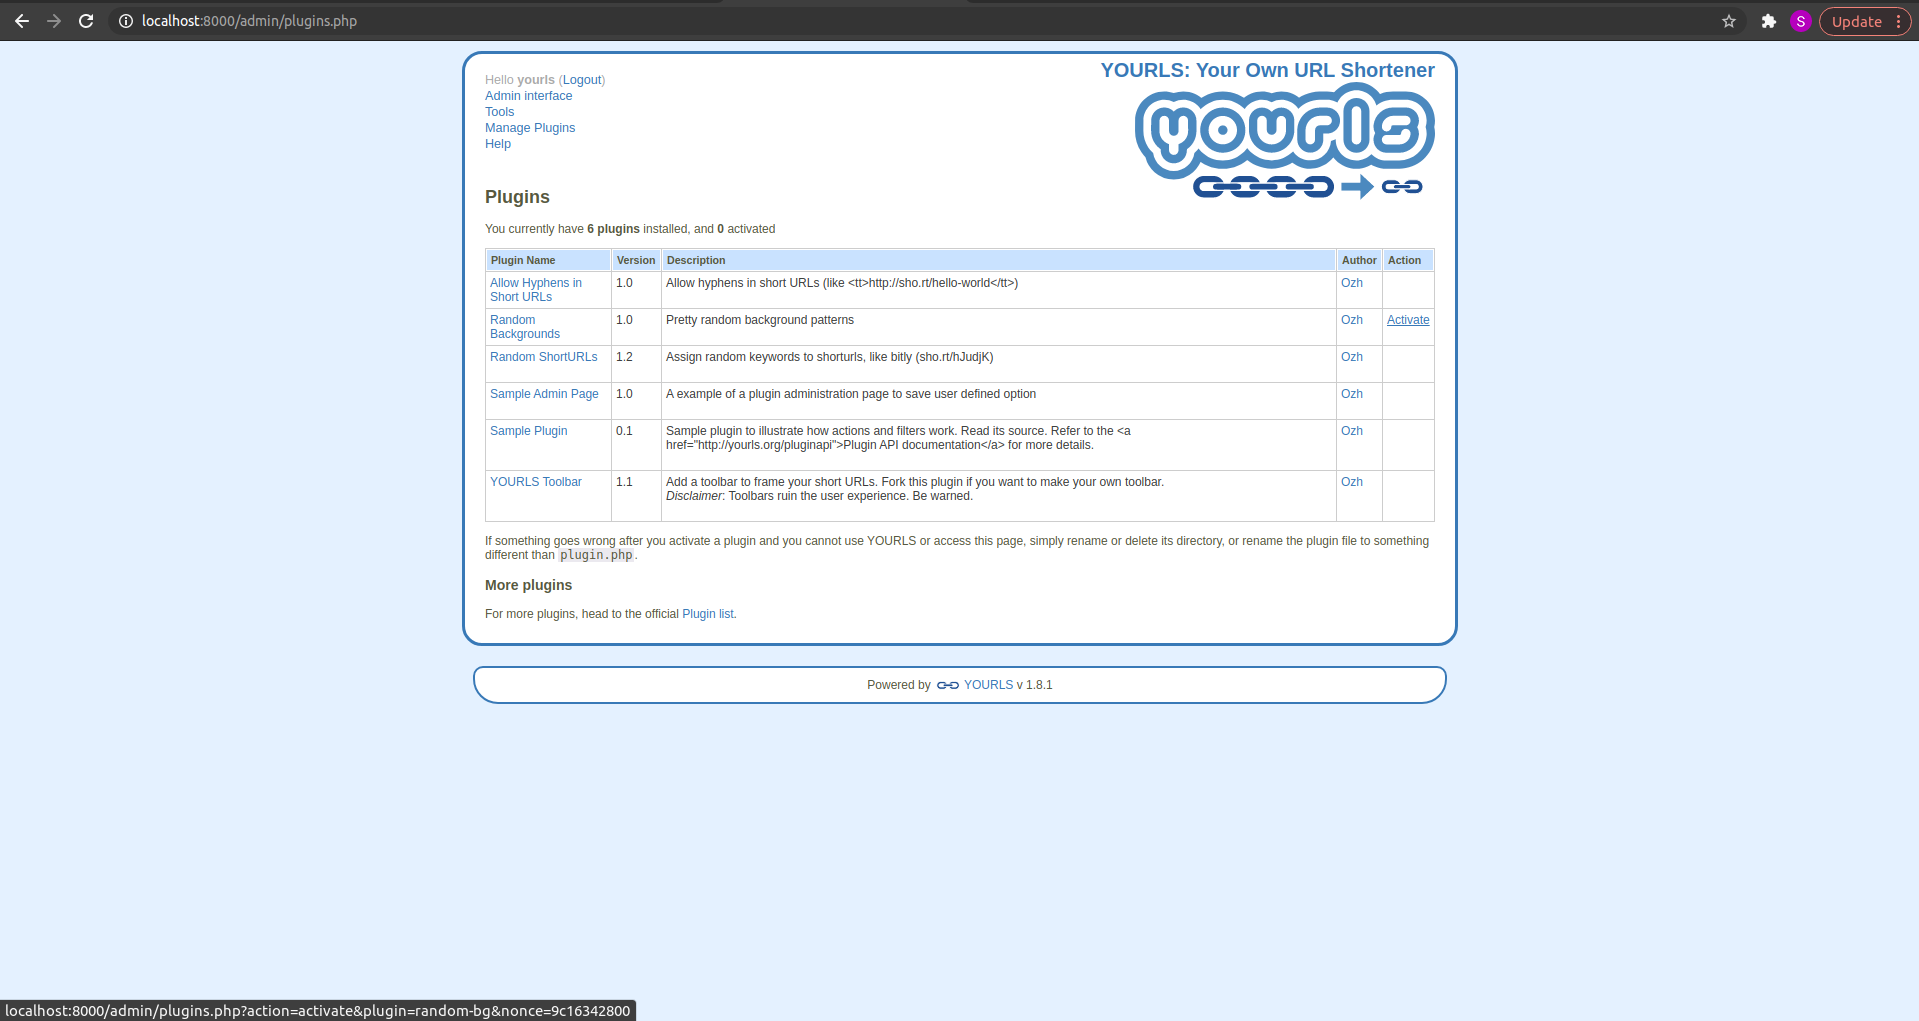 localhost:8000/admin/plugins.php
S
Update
Hello yourls (Logout)
Admin interface
Tools
Manage Plugins
Help
YOURLS: Your Own URL Shortener
yourls
Plugins
You currently have 6 plugins installed, and 0 activated
Plugin Name Version Description Author Action
Allow Hyphens in 1.0 Allow hyphens in short URLs (like <tt>http://sho.rt/hello-world</tt>) Ozh
Short URLs
Random 1.0 Pretty random background patterns Ozh Activate
Backgrounds
Random ShortURLs 1.2 Assign random keywords to shorturls, like bitly (sho.rt/hJudjK) Ozh
Sample Admin Page 1.0 A example of a plugin administration page to save user defined option Ozh
Sample Plugin 0.1 Sample plugin to illustrate how actions and filters work. Read its source. Refer to the <a Ozh
href="http://yourls.org/pluginapi">Plugin API documentation</a> for more details.
YOURLS Toolbar 1.1 Add a toolbar to frame your short URLs. Fork this plugin if you want to make your own toolbar. Ozh
Disclaimer: Toolbars ruin the user experience. Be warned.
If something goes wrong after you activate a plugin and you cannot use YOURLS or access this page, simply rename or delete its directory, or rename the plugin file to something
different than plugin.php.
More plugins
For more plugins, head to the official Plugin list.
Powered by YOURLS v 1.8.1
localhost:8000/admin/plugins.php?action=activate&plugin=random-bg&nonce=9c16342800